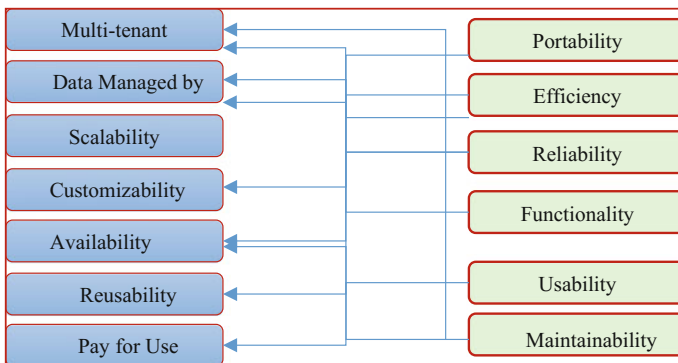 Multi-tenant
Data Managed by
Scalability
Customizability
Availability
Reusability
Pay for Use
Portability
Efficiency
Reliability
Functionality
Usability
Maintainability